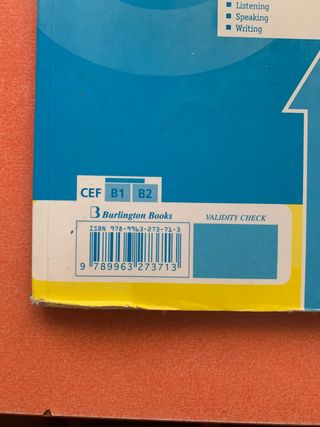 Listening
Speaking
Writing
CEF B1 B2
B Burlington Books
VALIDITY CHECK
ISBN 978-9963-273-71-3
9 789963 273713